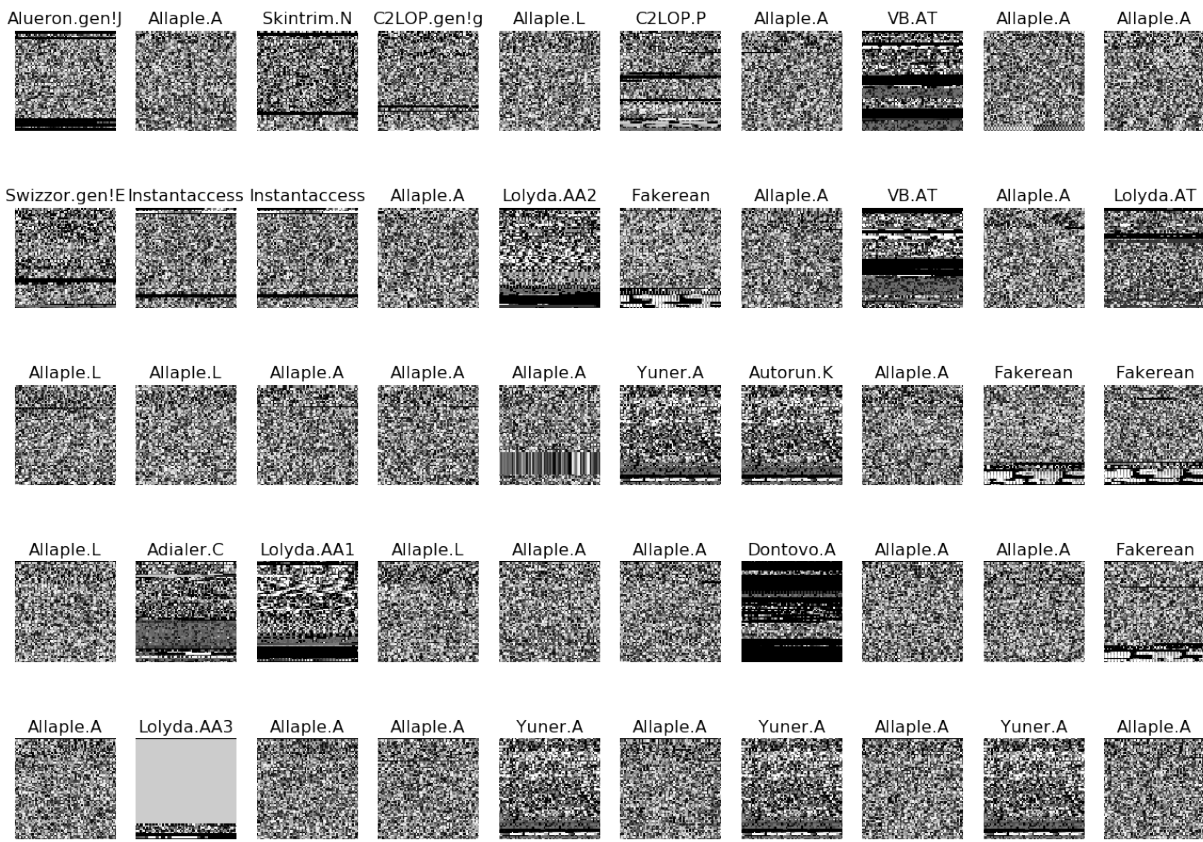 Alueron.gen!J Allaple.A Skintrim.N C2LOP.gen!g Allaple.L C2LOP.P Allaple.A VB.AT Allaple.A Allaple.A
Swizzor.gen!E Instantaccess Instantaccess Allaple.A Lolyda.AA2 Fakerean Allaple.A VB.AT Allaple.A Lolyda.AT
Allaple.L Allaple.L Allaple.A Allaple.A Allaple.A Yuner.A Autorun.K Allaple.A Fakerean Fakerean
Allaple.L Adialer.C Lolyda.AA1 Allaple.L Allaple.A Allaple.A Dontovo.A Allaple.A Allaple.A Fakerean
Allaple.A Lolyda.AA3 Allaple.A Allaple.A Yuner.A Allaple.A Yuner.A Allaple.A Yuner.A Allaple.A